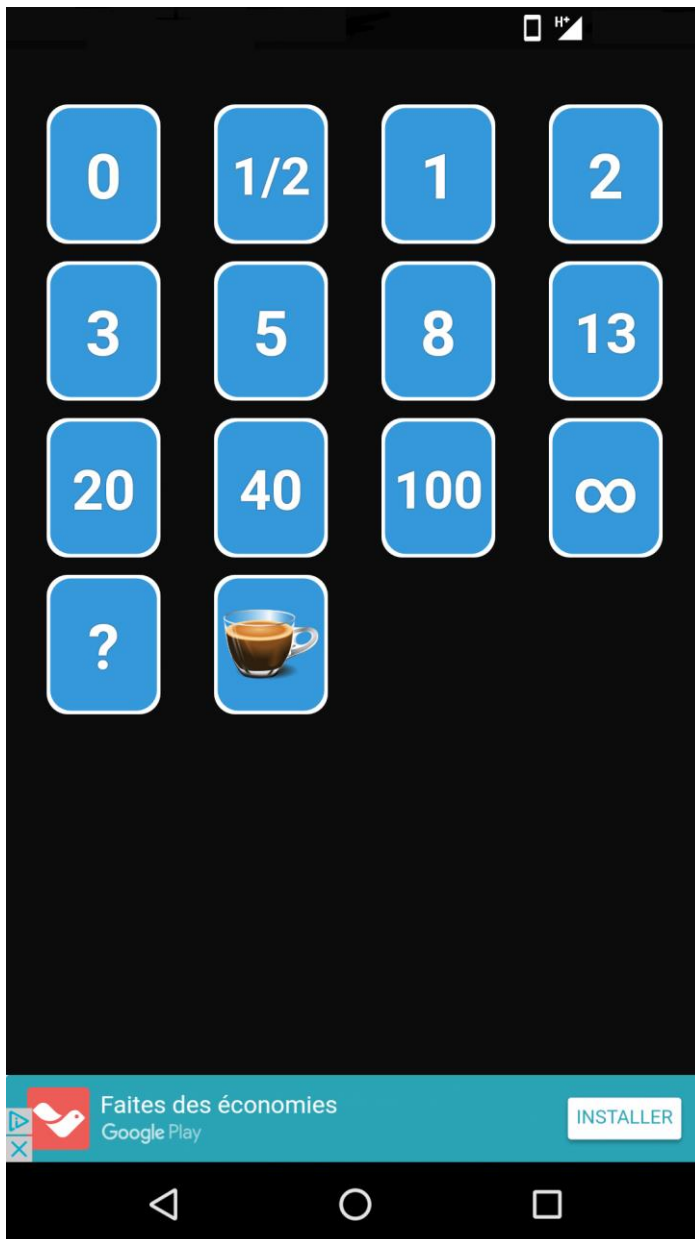 H+
0 1/2 1 2
3 5 8 13
20 40 100 ∞
?
Faites des économies
Google Play
INSTALLER